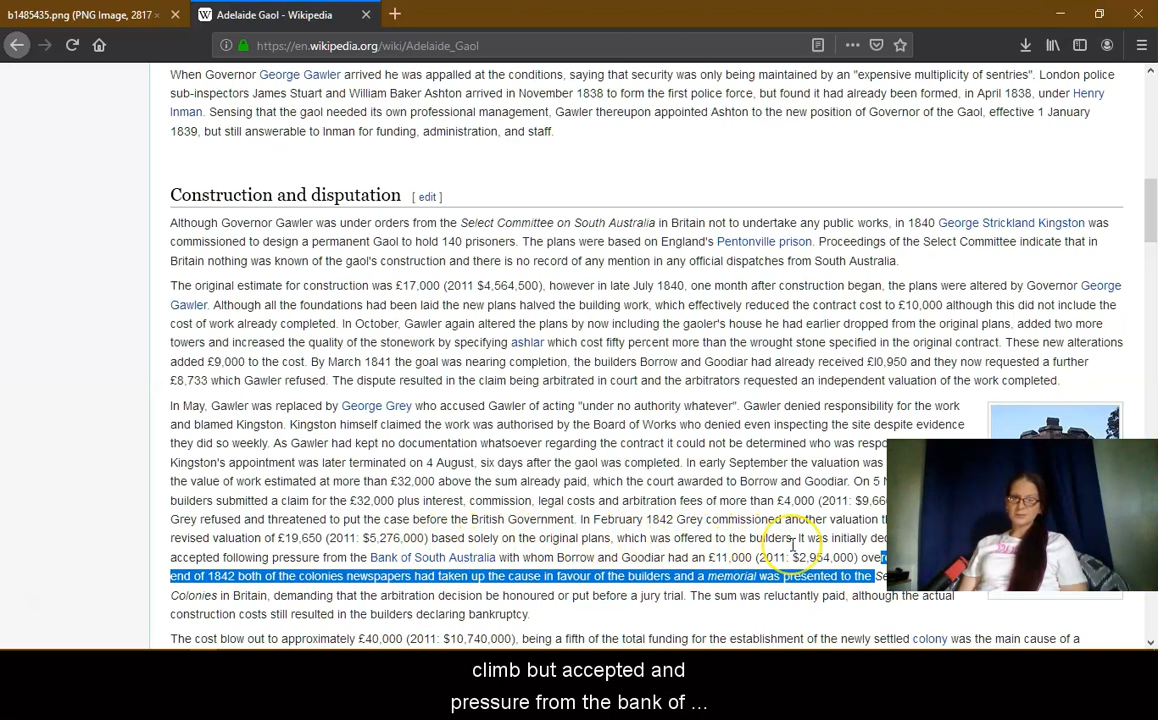 b1485435.png (PNG Image, 2817
Adelaide Gaol - Wikipedia
https://en.wikipedia.org/wiki/Adelaide_Gaol
When Governor George Gawler arrived he was appalled at the conditions, saying that security was only being maintained by an "expensive multiplicity of sentries". London police
sub-inspectors James Stuart and William Baker Ashton arrived in November 1838 to form the first police force, but found it had already been formed, in April 1838, under Henry
Inman. Sensing that the gaol needed its own professional management, Gawler thereupon appointed Ashton to the new position of Governor of the Gaol, effective 1 January
1839, but still answerable to Inman for funding, administration, and staff.
Construction and disputation [ edit ]
Although Governor Gawler was under orders from the Select Committee on South Australia in Britain not to undertake any public works, in 1840 George Strickland Kingston was
commissioned to design a permanent Gaol to hold 140 prisoners. The plans were based on England's Pentonville prison. Proceedings of the Select Committee indicate that in
Britain nothing was known of the gaol's construction and there is no record of any mention in any official dispatches from South Australia.
The original estimate for construction was £17,000 (2011 $4,564,500), however in late July 1840, one month after construction began, the plans were altered by Governor George
Gawler. Although all the foundations had been laid the new plans halved the building work, which effectively reduced the contract cost to £10,000 although this did not include the
cost of work already completed. In October, Gawler again altered the plans by now including the gaoler's house he had earlier dropped from the original plans, added two more
towers and increased the quality of the stonework by specifying ashlar which cost fifty percent more than the wrought stone specified in the original contract. These new alterations
added £9,000 to the cost. By March 1841 the goal was nearing completion, the builders Borrow and Goodiar had already received £l0,950 and they now requested a further
£8,733 which Gawler refused. The dispute resulted in the claim being arbitrated in court and the arbitrators requested an independent valuation of the work completed.
In May, Gawler was replaced by George Grey who accused Gawler of acting "under no authority whatever". Gawler denied responsibility for the work
and blamed Kingston. Kingston himself claimed the work was authorised by the Board of Works who denied even inspecting the site despite evidence
they did so weekly. As Gawler had kept no documentation whatsoever regarding the contract it could not be determined who was
Kingston's appointment was later terminated on 4 August, six days after the gaol was completed. In early September the valuation was
the value of work estimated at more than £32,000 above the sum already paid, which the court awarded to Borrow and Goodiar. On 5
builders submitted a claim for the £32,000 plus interest, commission, legal costs and arbitration fees of more than £4,000 (2011:
Grey refused and threatened to put the case before the British Government. In February 1842 Grey commissioned another valuation
revised valuation of £19,650 (2011: $5,276,000) based solely on the original plans, which was offered to the builders. It was initially
accepted following pressure from the Bank of South Australia with whom Borrow and Goodiar had an £11,000 (2011: $2,954,000)
end of 1842 both of the colonies newspapers had taken up the cause in favour of the builders and a memorial was presented to the
Colonies in Britain, demanding that the arbitration decision be honoured or put before a jury trial. The sum was reluctantly paid, although the actual
construction costs still resulted in the builders declaring bankruptcy.
The cost blow out to approximately £40,000 (2011: $10,740,000), being a fifth of the total funding for the establishment of the newly settled colony was the main cause of a
climb but accepted and
pressure from the bank of ...